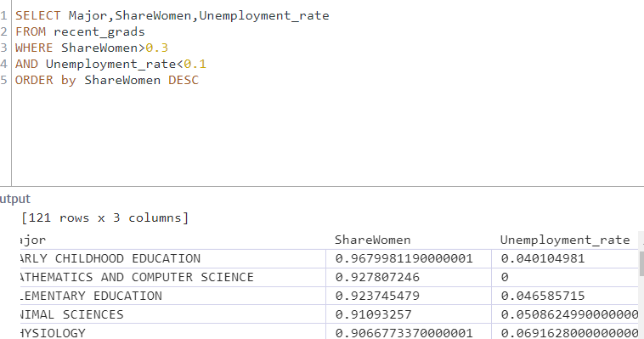 1 SELECT Major,ShareWomen,Unemployment_rate
2 FROM recent_grads
3 WHERE ShareWomen>0.3
4 AND Unemployment_rate<0.1
5 ORDER by ShareWomen DESC
utput
[121 rows x 3 columns]
ajor ShareWomen Unemployment_rate
ARLY CHILDHOOD EDUCATION 0.9679981190000001 0.040104981
ATHEMATICS AND COMPUTER SCIENCE 0.927807246 0
LEMENTARY EDUCATION 0.923745479 0.046585715
NIMAL SCIENCES 0.91093257 0.0508624990000000
HYSIOLOGY 0.9066773370000001 0.0691628000000000